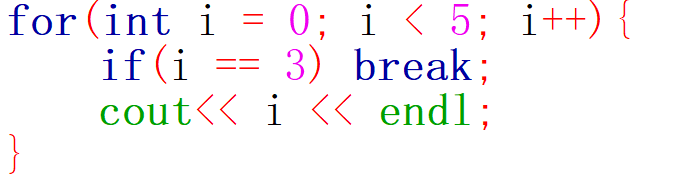 for(int i = 0; i < 5; i++){
    if(i == 3) break;
    cout<< i << endl;
}